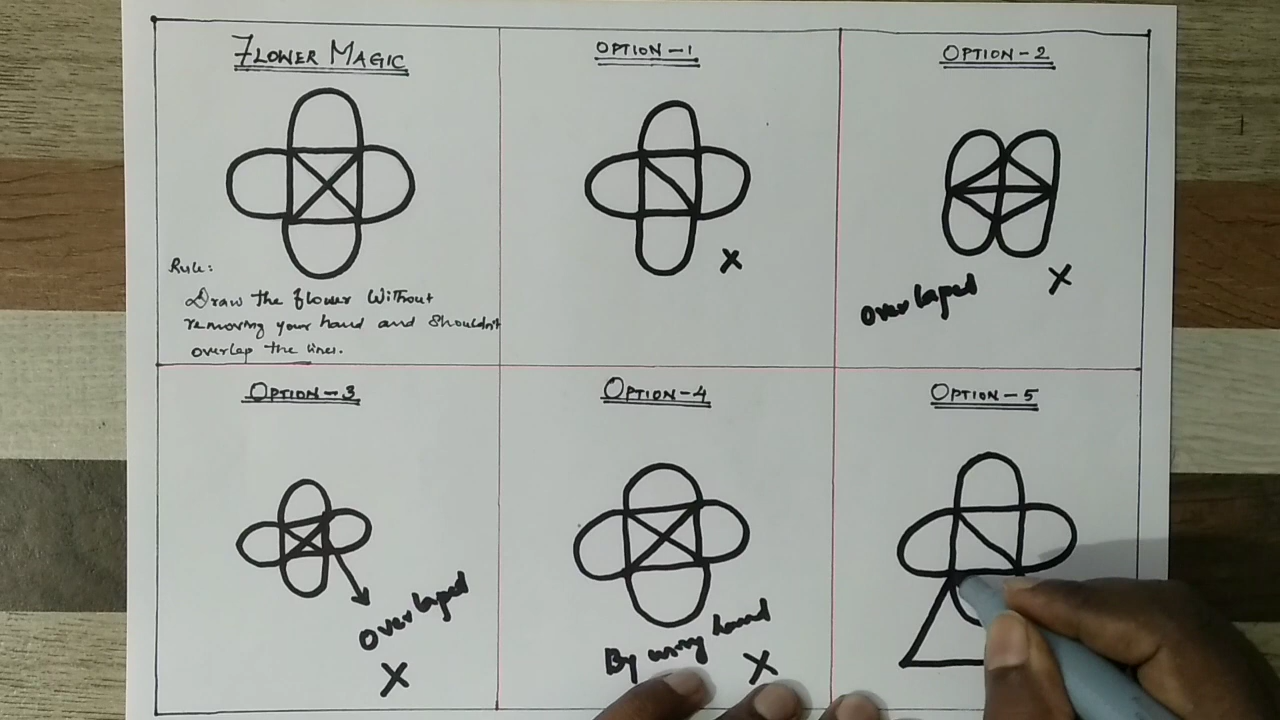 FLOWER MAGIC
Rule:
Draw the flower Without
removing your hand and Shouldn't
overlap the lines.
OPTION-1
X
OPTION-2
Overlaped
X
OPTION-3
Overlaped
X
OPTION-4
By using hand
X
OPTION-5